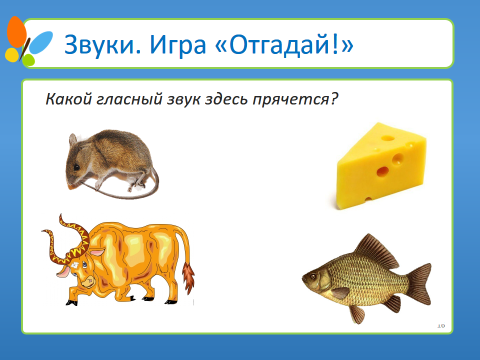 Звуки. Игра «Отгадай!»
Какой гласный звук здесь прячется?